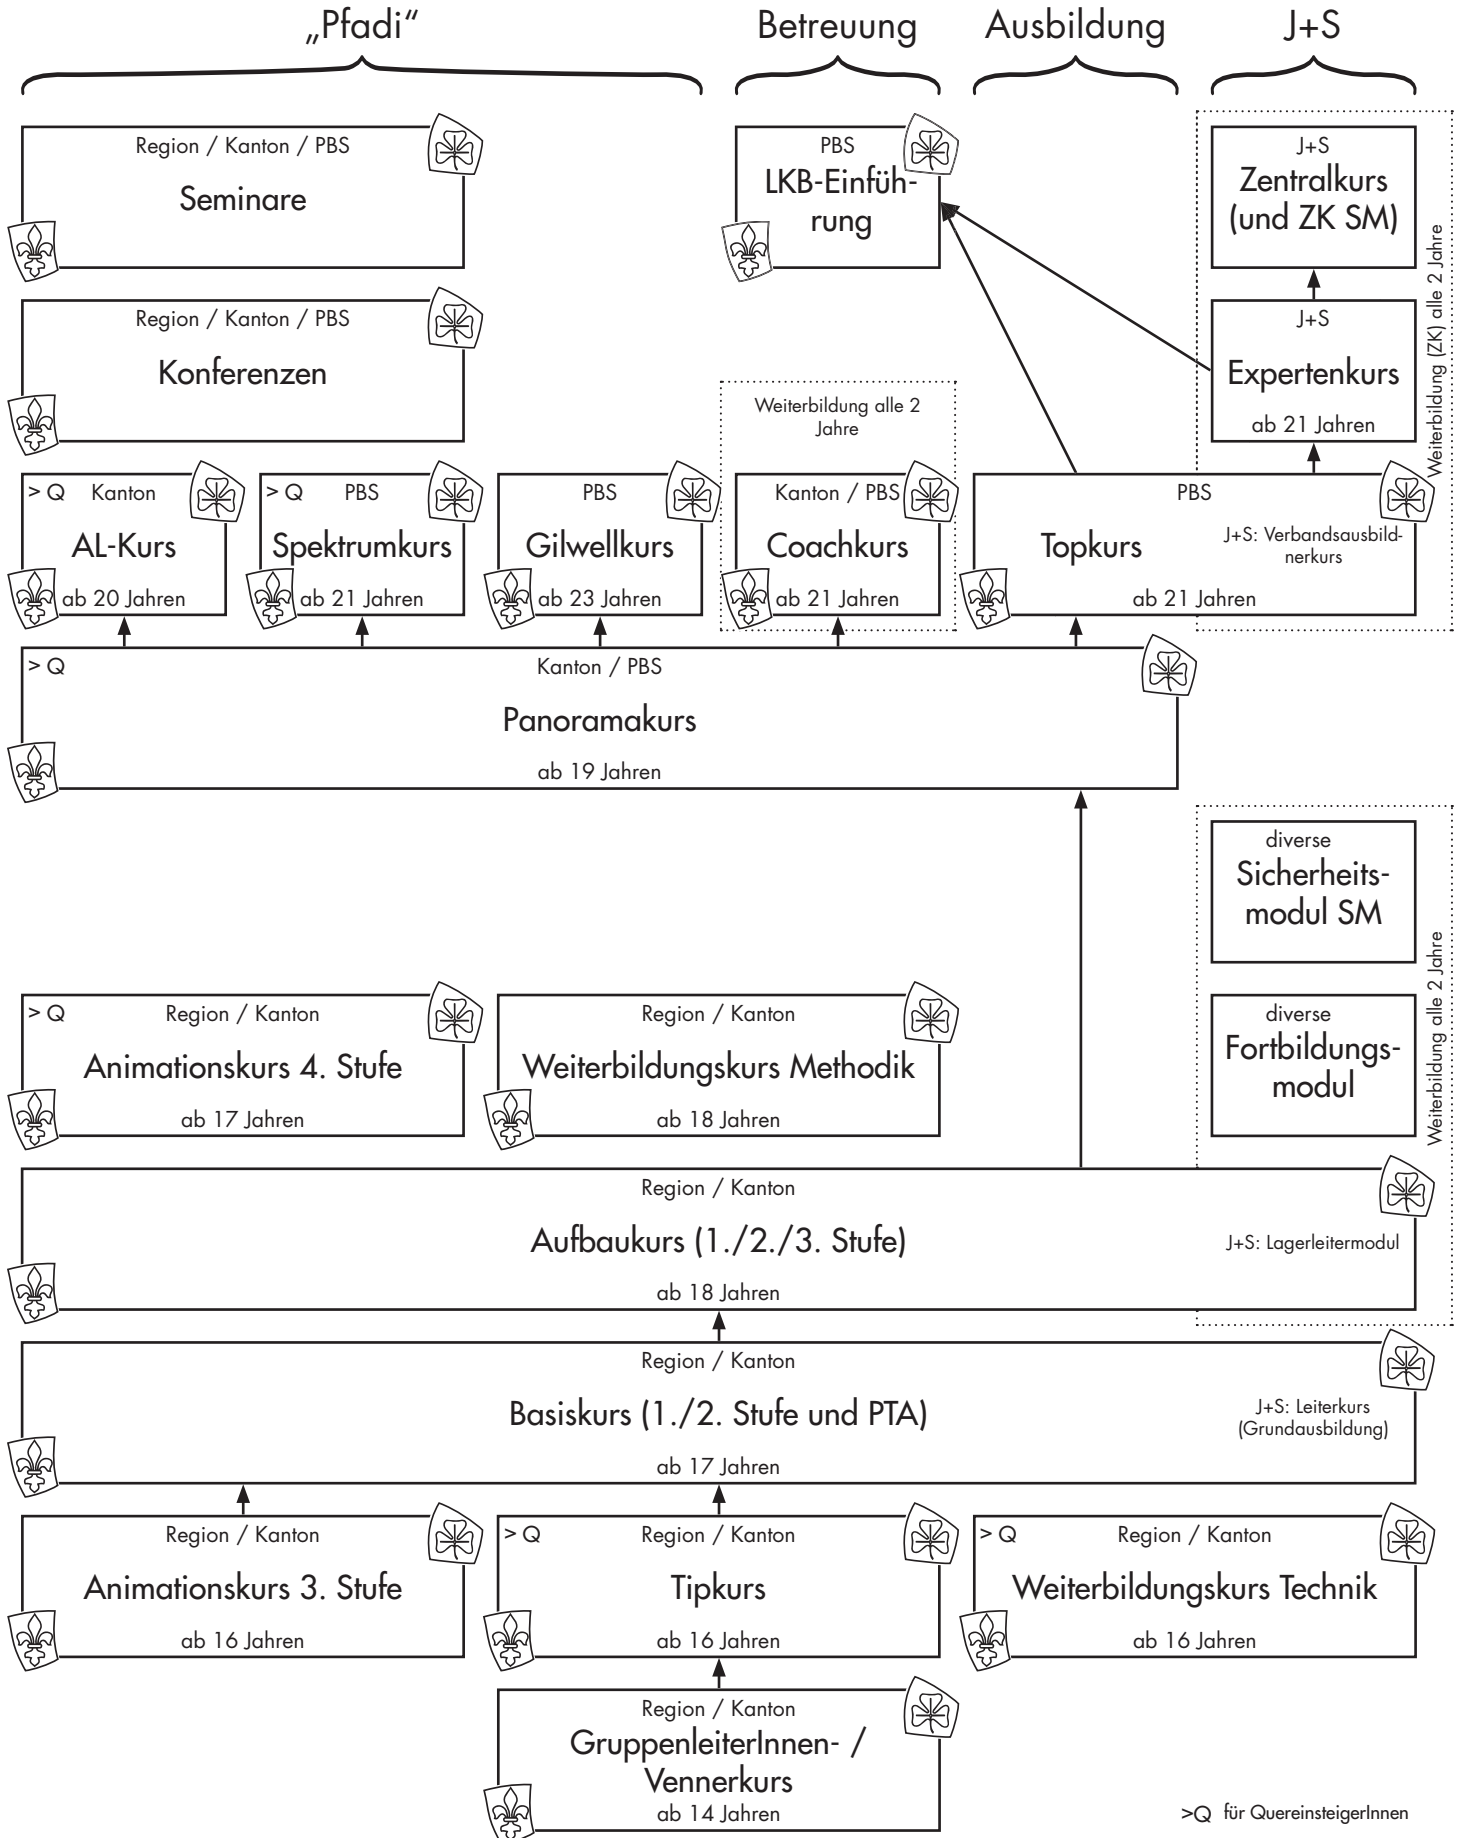 „Pfadi“
Betreuung
Ausbildung
J+S
Region / Kanton / PBS
Seminare
PBS
LKB-Einfüh-
rung
J+S
Zentralkurs
(und ZK SM)
Region / Kanton / PBS
Konferenzen
J+S
Expertenkurs
ab 21 Jahren
Weiterbildung (ZK) alle 2 Jahre
Weiterbildung alle 2
Jahre
> Q Kanton
AL-Kurs
ab 20 Jahren
> Q PBS
Spektrumkurs
ab 21 Jahren
PBS
Gilwellkurs
ab 23 Jahren
Kanton / PBS
Coachkurs
ab 21 Jahren
PBS
Topkurs
J+S: Verbandsausbild-
nerkurs
ab 21 Jahren
> Q Kanton / PBS
Panoramakurs
ab 19 Jahren
diverse
Sicherheits-
modul SM
diverse
Fortbildungs-
modul
Weiterbildung alle 2 Jahre
> Q Region / Kanton
Animationskurs 4. Stufe
ab 17 Jahren
Region / Kanton
Weiterbildungskurs Methodik
ab 18 Jahren
Region / Kanton
Aufbaukurs (1./2./3. Stufe)
J+S: Lagerleitermodul
ab 18 Jahren
Region / Kanton
Basiskurs (1./2. Stufe und PTA)
J+S: Leiterkurs
(Grundausbildung)
ab 17 Jahren
Region / Kanton
Animationskurs 3. Stufe
ab 16 Jahren
> Q Region / Kanton
Tipkurs
ab 16 Jahren
> Q Region / Kanton
Weiterbildungskurs Technik
ab 16 Jahren
Region / Kanton
GruppenleiterInnen- /
Vennerkurs
ab 14 Jahren
>Q für QuereinsteigerInnen